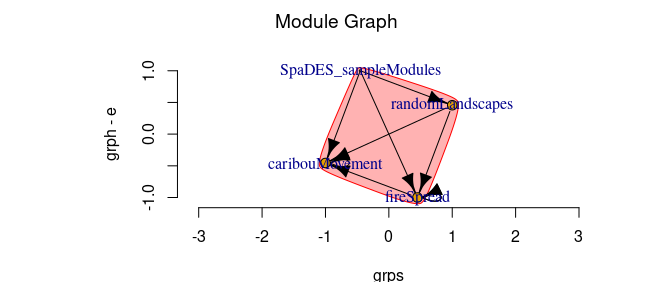 Module Graph
SpaDES_sampleModules
randomLandscapes
caribouMovement
fireSpread
grph - e
1.0
0.0
-1.0
-3 -2 -1 0 1 2 3
grps